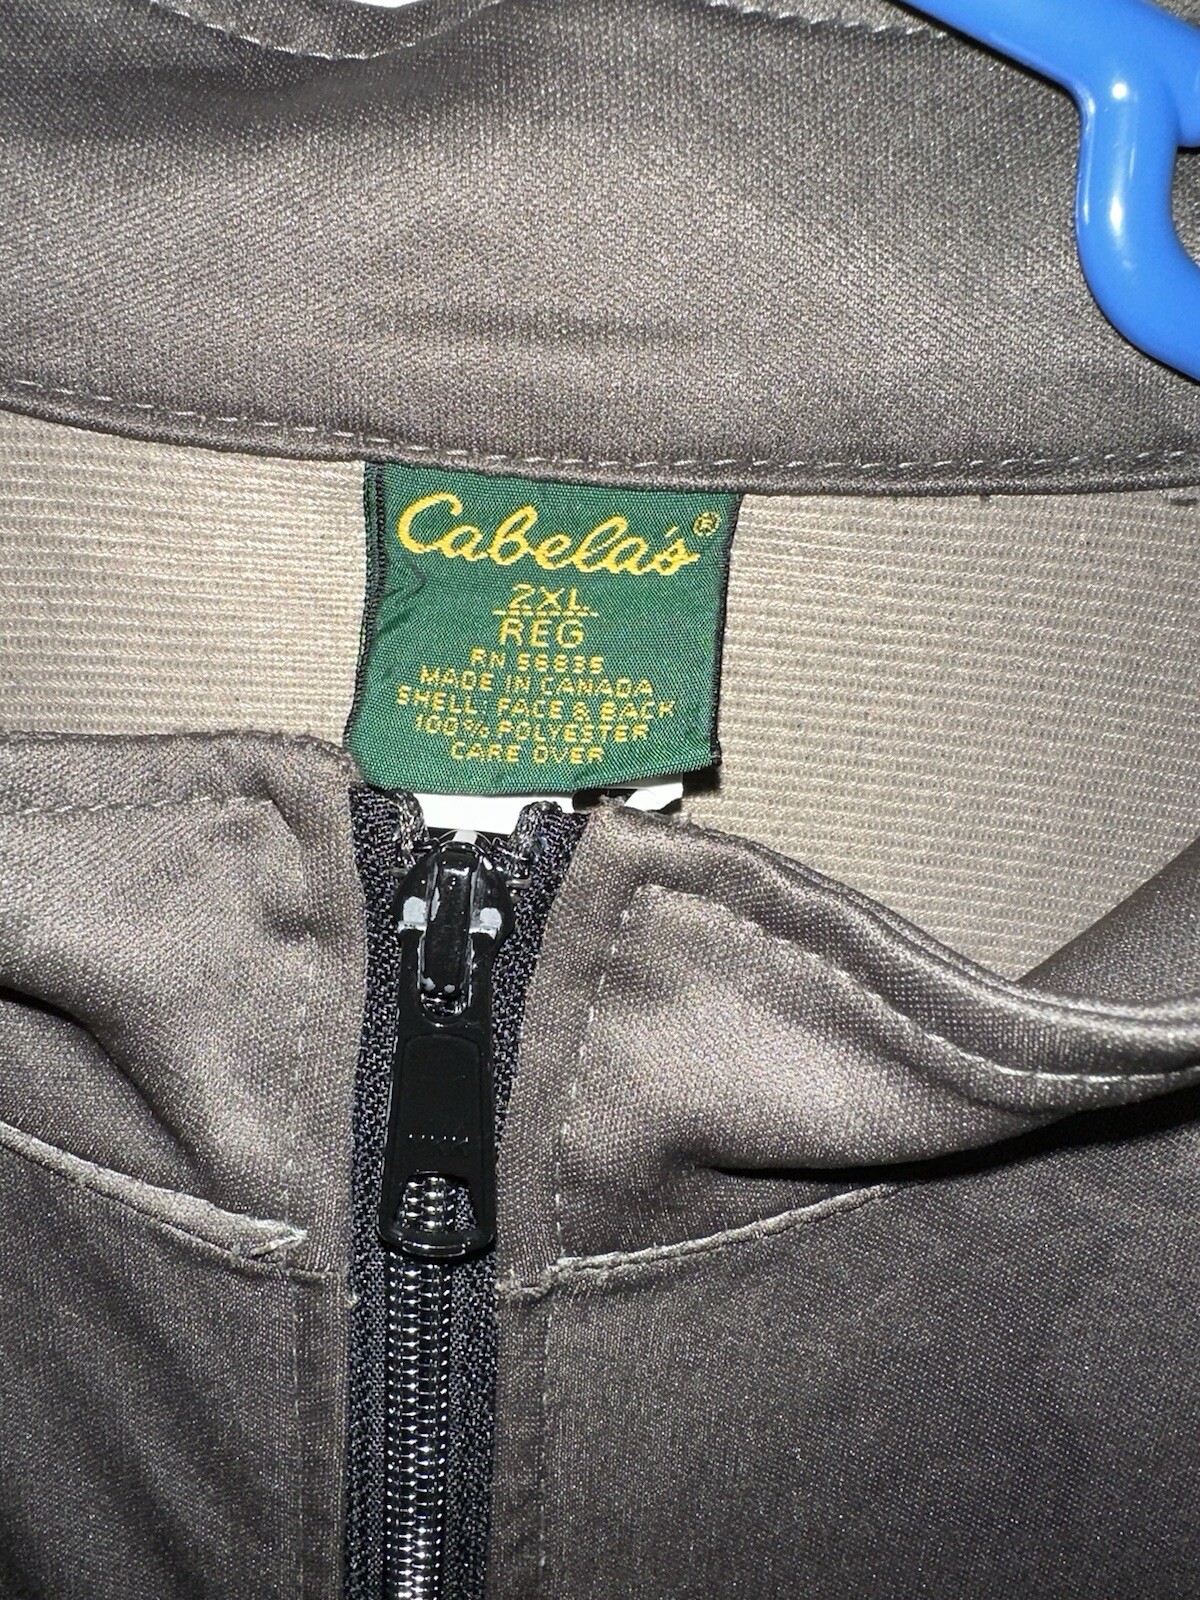 Cabela's®
2XL
REG
RN 56835
MADE IN CANADA
SHELL: FACE & BACK
100% POLYESTER
CARE OVER